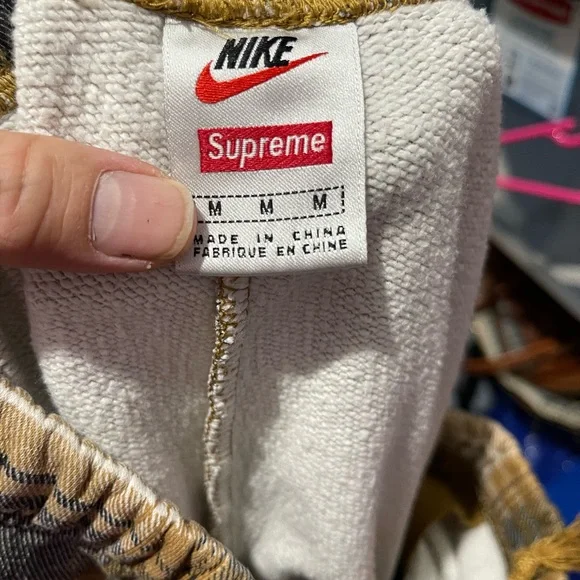 NIKE
Supreme
M M M
MADE IN CHINA
FABRIQUE EN CHINE